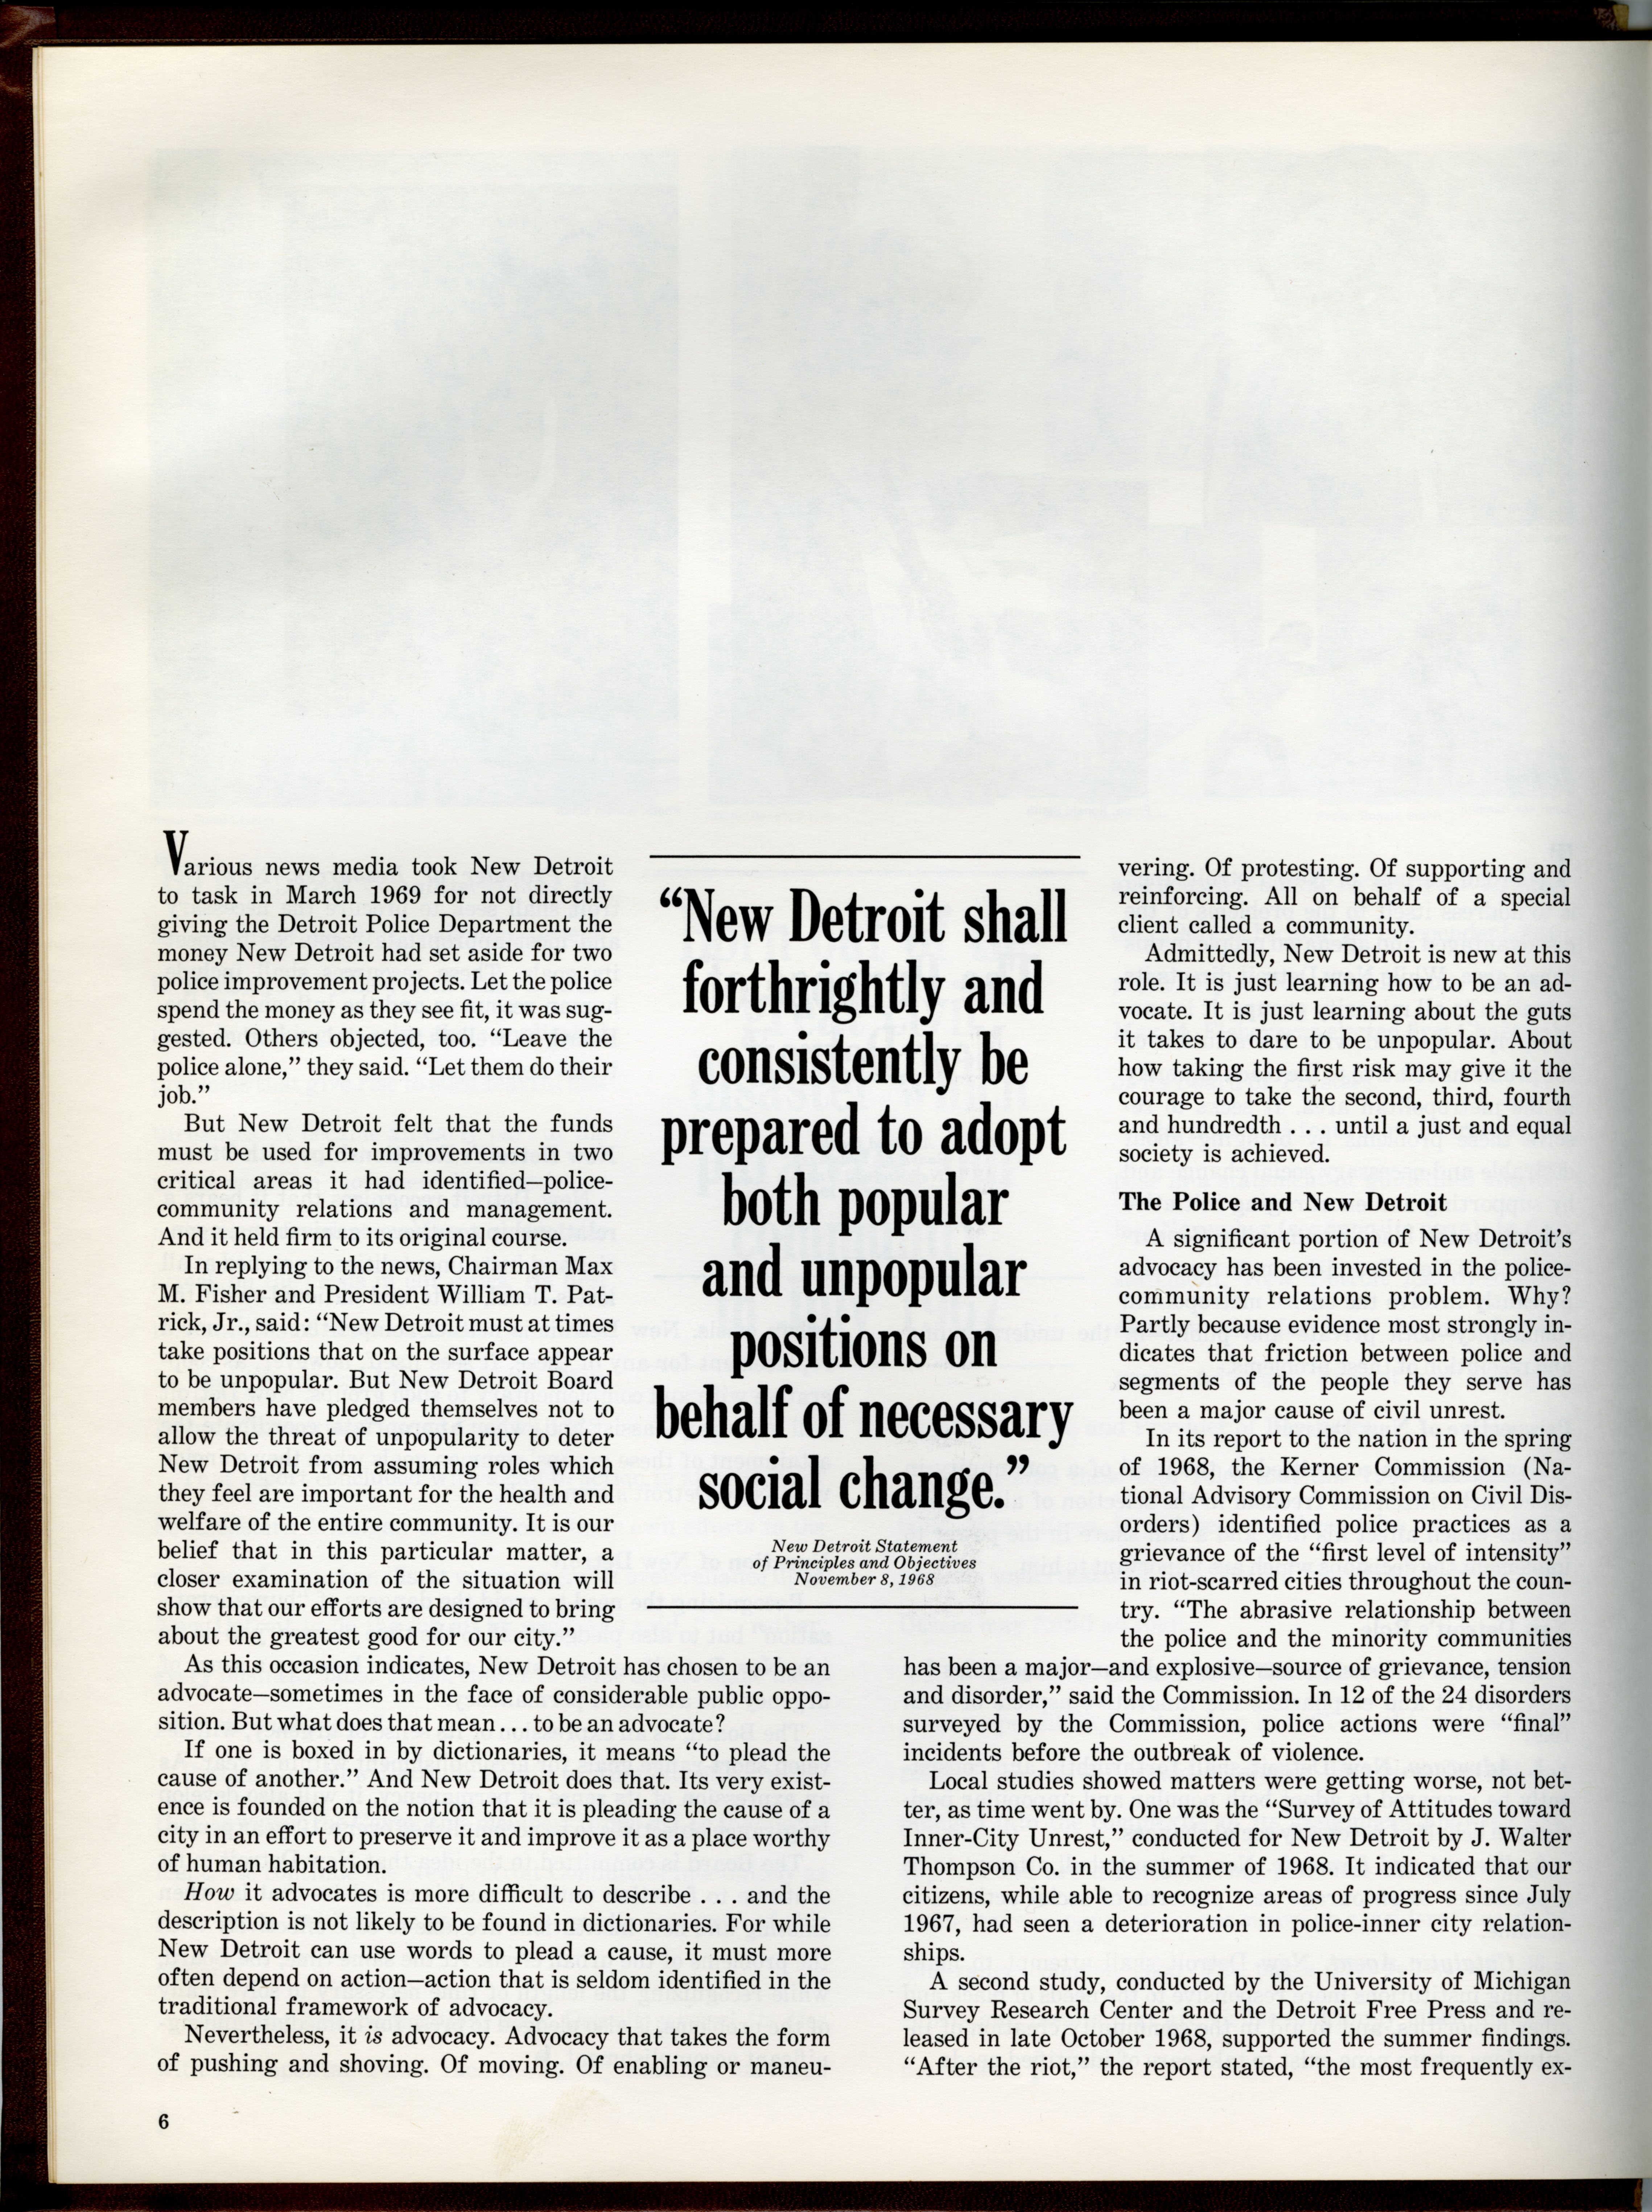 Various news media took New Detroit
to task in March 1969 for not directly
giving the Detroit Police Department the
money New Detroit had set aside for two
police improvement projects. Let the police
spend the money as they see fit, it was sug-
gested. Others objected, too. “Leave the
police alone,” they said. “Let them do their
job.”
But New Detroit felt that the funds
must be used for improvements in two
critical areas it had identified—police-
community relations and management.
And it held firm to its original course.
In replying to the news, Chairman Max
M. Fisher and President William T. Pat-
rick, Jr., said: “New Detroit must at times
take positions that on the surface appear
to be unpopular. But New Detroit Board
members have pledged themselves not to
allow the threat of unpopularity to deter
New Detroit from assuming roles which
they feel are important for the health and
welfare of the entire community. It is our
belief that in this particular matter, a
closer examination of the situation will
show that our efforts are designed to bring
about the greatest good for our city.”
As this occasion indicates, New Detroit has chosen to be an
advocate—sometimes in the face of considerable public oppo-
sition. But what does that mean . . . to be an advocate?
If one is boxed in by dictionaries, it means “to plead the
cause of another.” And New Detroit does that. Its very exist-
ence is founded on the notion that it is pleading the cause of a
city in an effort to preserve it and improve it as a place worthy
of human habitation.
How it advocates is more difficult to describe . . . and the
description is not likely to be found in dictionaries. For while
New Detroit can use words to plead a cause, it must more
often depend on action—action that is seldom identified in the
traditional framework of advocacy.
Nevertheless, it is advocacy. Advocacy that takes the form
of pushing and shoving. Of moving. Of enabling or maneu-
“New Detroit shall
forthrightly and
consistently be
prepared to adopt
both popular
and unpopular
positions on
behalf of necessary
social change.”
New Detroit Statement
of Principles and Objectives
November 8, 1968
vering. Of protesting. Of supporting and
reinforcing. All on behalf of a special
client called a community.
Admittedly, New Detroit is new at this
role. It is just learning how to be an ad-
vocate. It is just learning about the guts
it takes to dare to be unpopular. About
how taking the first risk may give it the
courage to take the second, third, fourth
and hundredth . . . until a just and equal
society is achieved.
The Police and New Detroit
A significant portion of New Detroit’s
advocacy has been invested in the police-
community relations problem. Why?
Partly because evidence most strongly in-
dicates that friction between police and
segments of the people they serve has
been a major cause of civil unrest.
In its report to the nation in the spring
of 1968, the Kerner Commission (Na-
tional Advisory Commission on Civil Dis-
orders) identified police practices as a
grievance of the “first level of intensity”
in riot-scarred cities throughout the coun-
try. “The abrasive relationship between
the police and the minority communities
has been a major—and explosive—source of grievance, tension
and disorder,” said the Commission. In 12 of the 24 disorders
surveyed by the Commission, police actions were “final”
incidents before the outbreak of violence.
Local studies showed matters were getting worse, not bet-
ter, as time went by. One was the “Survey of Attitudes toward
Inner-City Unrest,” conducted for New Detroit by J. Walter
Thompson Co. in the summer of 1968. It indicated that our
citizens, while able to recognize areas of progress since July
1967, had seen a deterioration in police-inner city relation-
ships.
A second study, conducted by the University of Michigan
Survey Research Center and the Detroit Free Press and re-
leased in late October 1968, supported the summer findings.
“After the riot,” the report stated, “the most frequently ex-
6